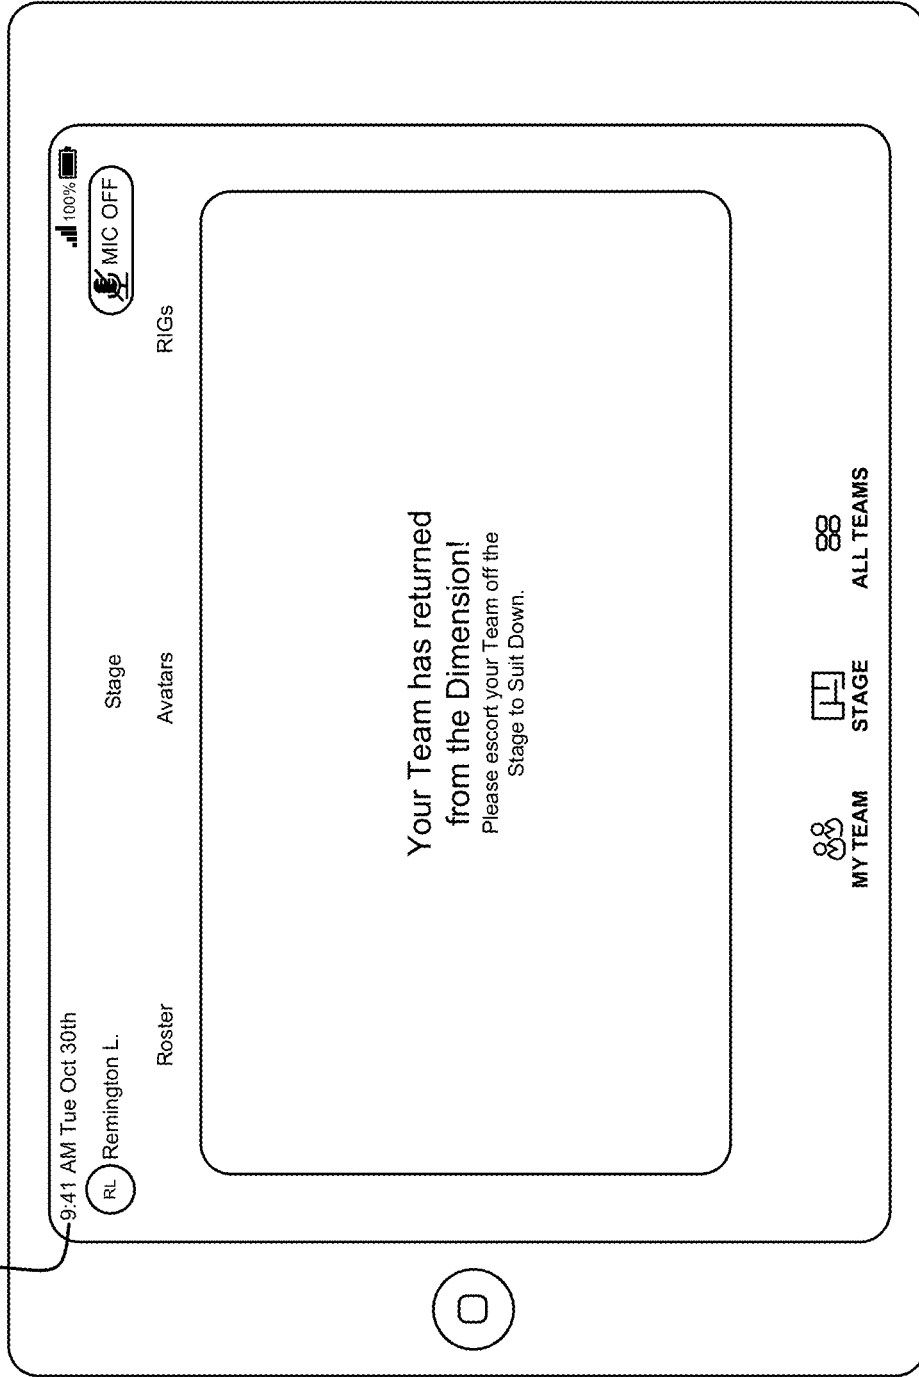 9:41 AM Tue Oct 30th
100%
RL
Remington L.
Stage
MIC OFF
Roster
Avatars
RIGs
Your Team has returned
from the Dimension!
Please escort your Team off the
Stage to Suit Down.
MY TEAM
STAGE
ALL TEAMS